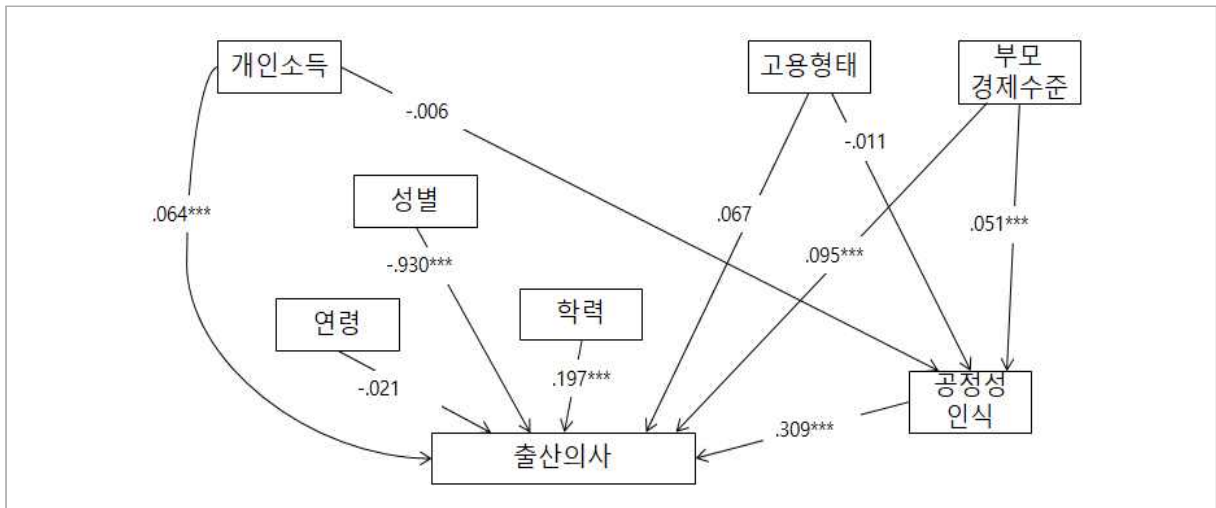 개인소득
고용형태
부모
경제수준
-.006
-.011
성별
.064***
.067
.051***
.095***
-.930***
연령
학력
-.021
.197***
공정성
인식
.309***
출산의사